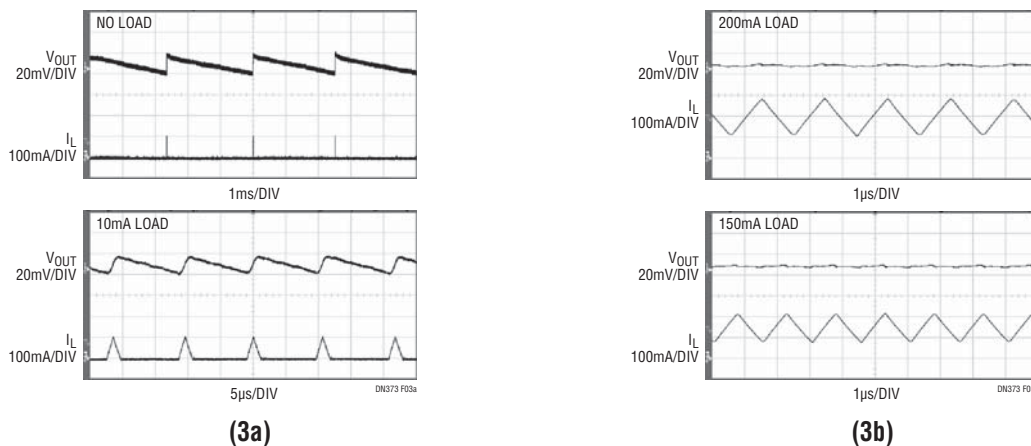 NO LOAD
VOUT
20mV/DIV
IL
100mA/DIV
1ms/DIV
10mA LOAD
VOUT
20mV/DIV
IL
100mA/DIV
5µs/DIV
DN373 F03a
(3a)
200mA LOAD
VOUT
20mV/DIV
IL
100mA/DIV
1µs/DIV
150mA LOAD
VOUT
20mV/DIV
IL
100mA/DIV
1µs/DIV
DN373 F03
(3b)